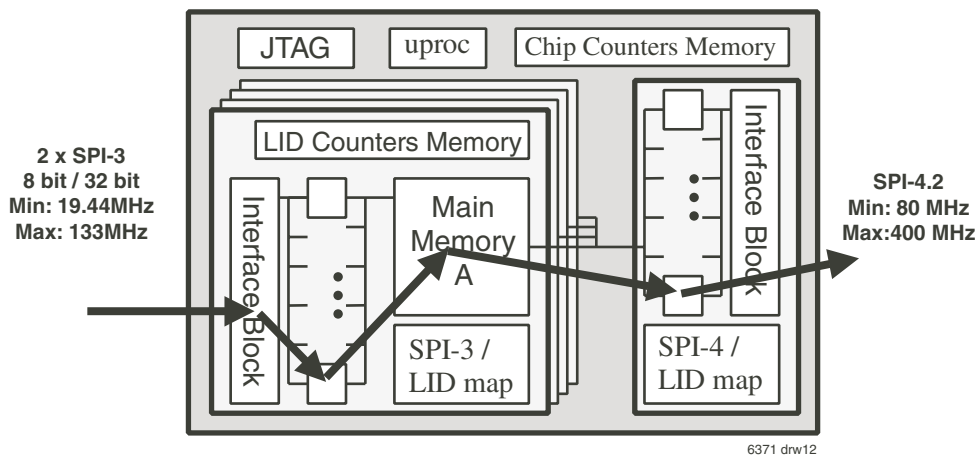 JTAG
uproc
Chip Counters Memory
LID Counters Memory
2 x SPI-3
8 bit / 32 bit
Min: 19.44MHz
Max: 133MHz
Interface Block
Main
Memory
A
SPI-3 /
LID map
Interface Block
SPI-4 /
LID map
SPI-4.2
Min: 80 MHz
Max:400 MHz
6371 drw12